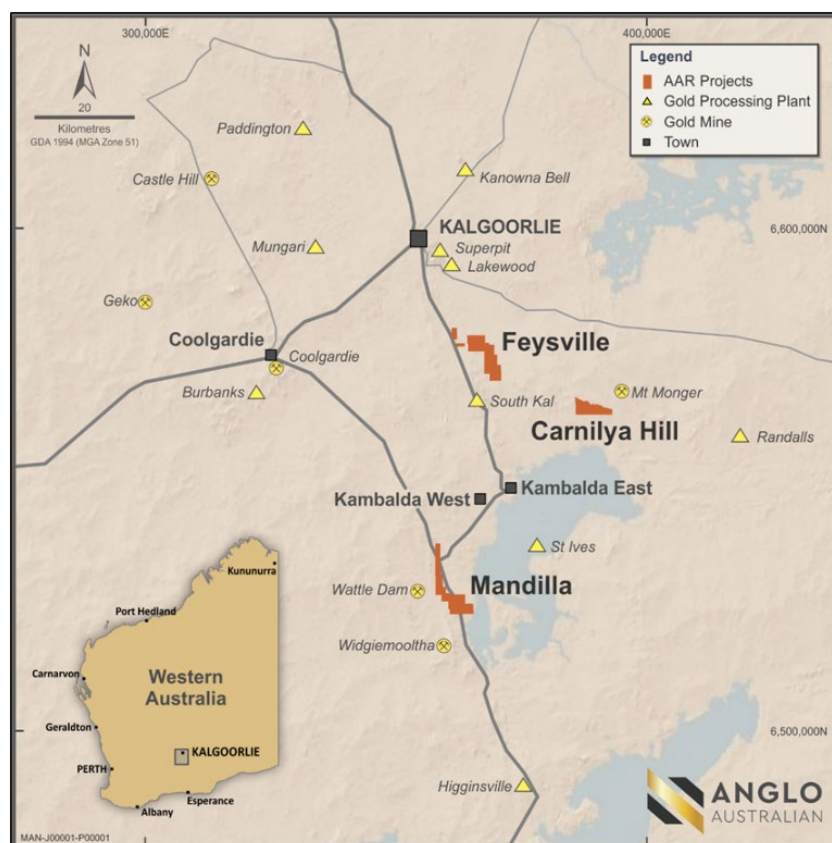 300,000E
400,000E
N
20
Kilometres
GDA 1994 (MGA Zone 51)
Legend
AAR Projects
Gold Processing Plant
Gold Mine
Town
Paddington
Castle Hill
Kanowna Bell
KALGOORLIE
6,600,000N
Mungari
Superpit
Lakewood
Geko
Coolgardie
Coolgardie
Feysville
Burbanks
South Kal
Mt Monger
Carnilya Hill
Randalls
Kambalda East
Kambalda West
St Ives
Wattle Dam
Mandilla
Widgiemooltha
Kununurra
Port Hedland
Western
Australia
Carnarvon
Geraldton
KALGOORLIE
PERTH
Esperance
Albany
6,500,000N
Higginsville
ANGLO
AUSTRALIAN
MAN-J00001-P00001